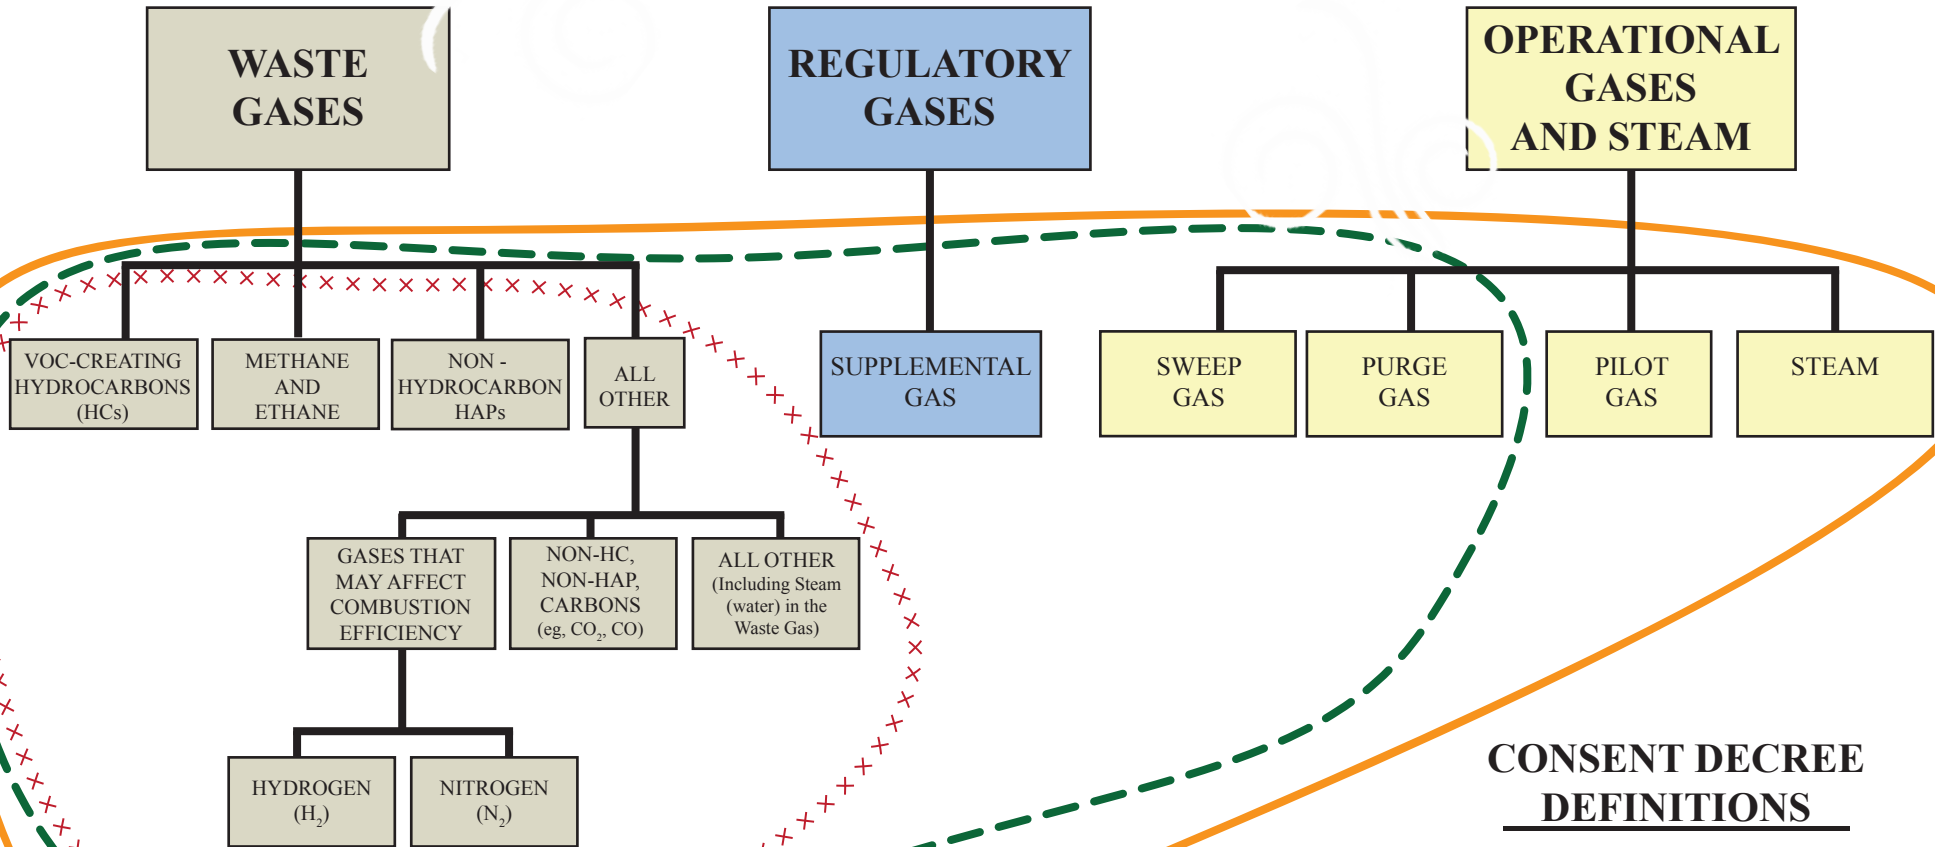 WASTE
GASES
REGULATORY
GASES
OPERATIONAL
GASES
AND STEAM
VOC-CREATING
HYDROCARBONS
(HCs)
METHANE
AND
ETHANE
NON -
HYDROCARBON
HAPs
ALL
OTHER
SUPPLEMENTAL
GAS
SWEEP
GAS
PURGE
GAS
PILOT
GAS
STEAM
GASES THAT
MAY AFFECT
COMBUSTION
EFFICIENCY
NON-HC,
NON-HAP,
CARBONS
(eg, CO₂, CO)
ALL OTHER
(Including Steam
(water) in the
Waste Gas)
HYDROGEN
(H₂)
NITROGEN
(N₂)
CONSENT DECREE
DEFINITIONS